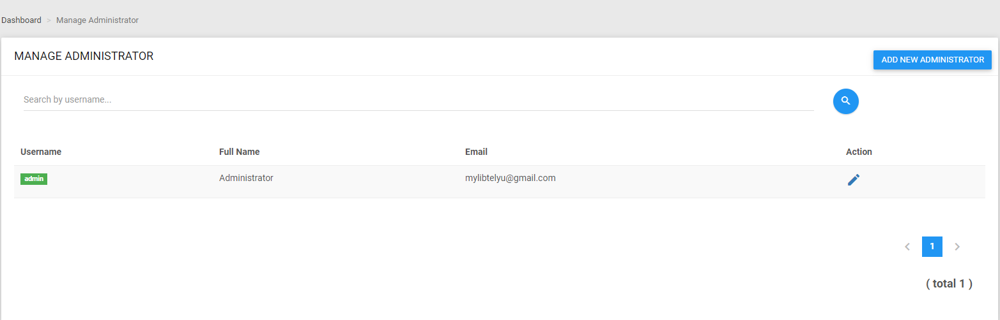 Dashboard > Manage Administrator
MANAGE ADMINISTRATOR
ADD NEW ADMINISTRATOR
Search by username...
Username Full Name Email Action
admin Administrator mylibtelyu@gmail.com
1
( total 1 )